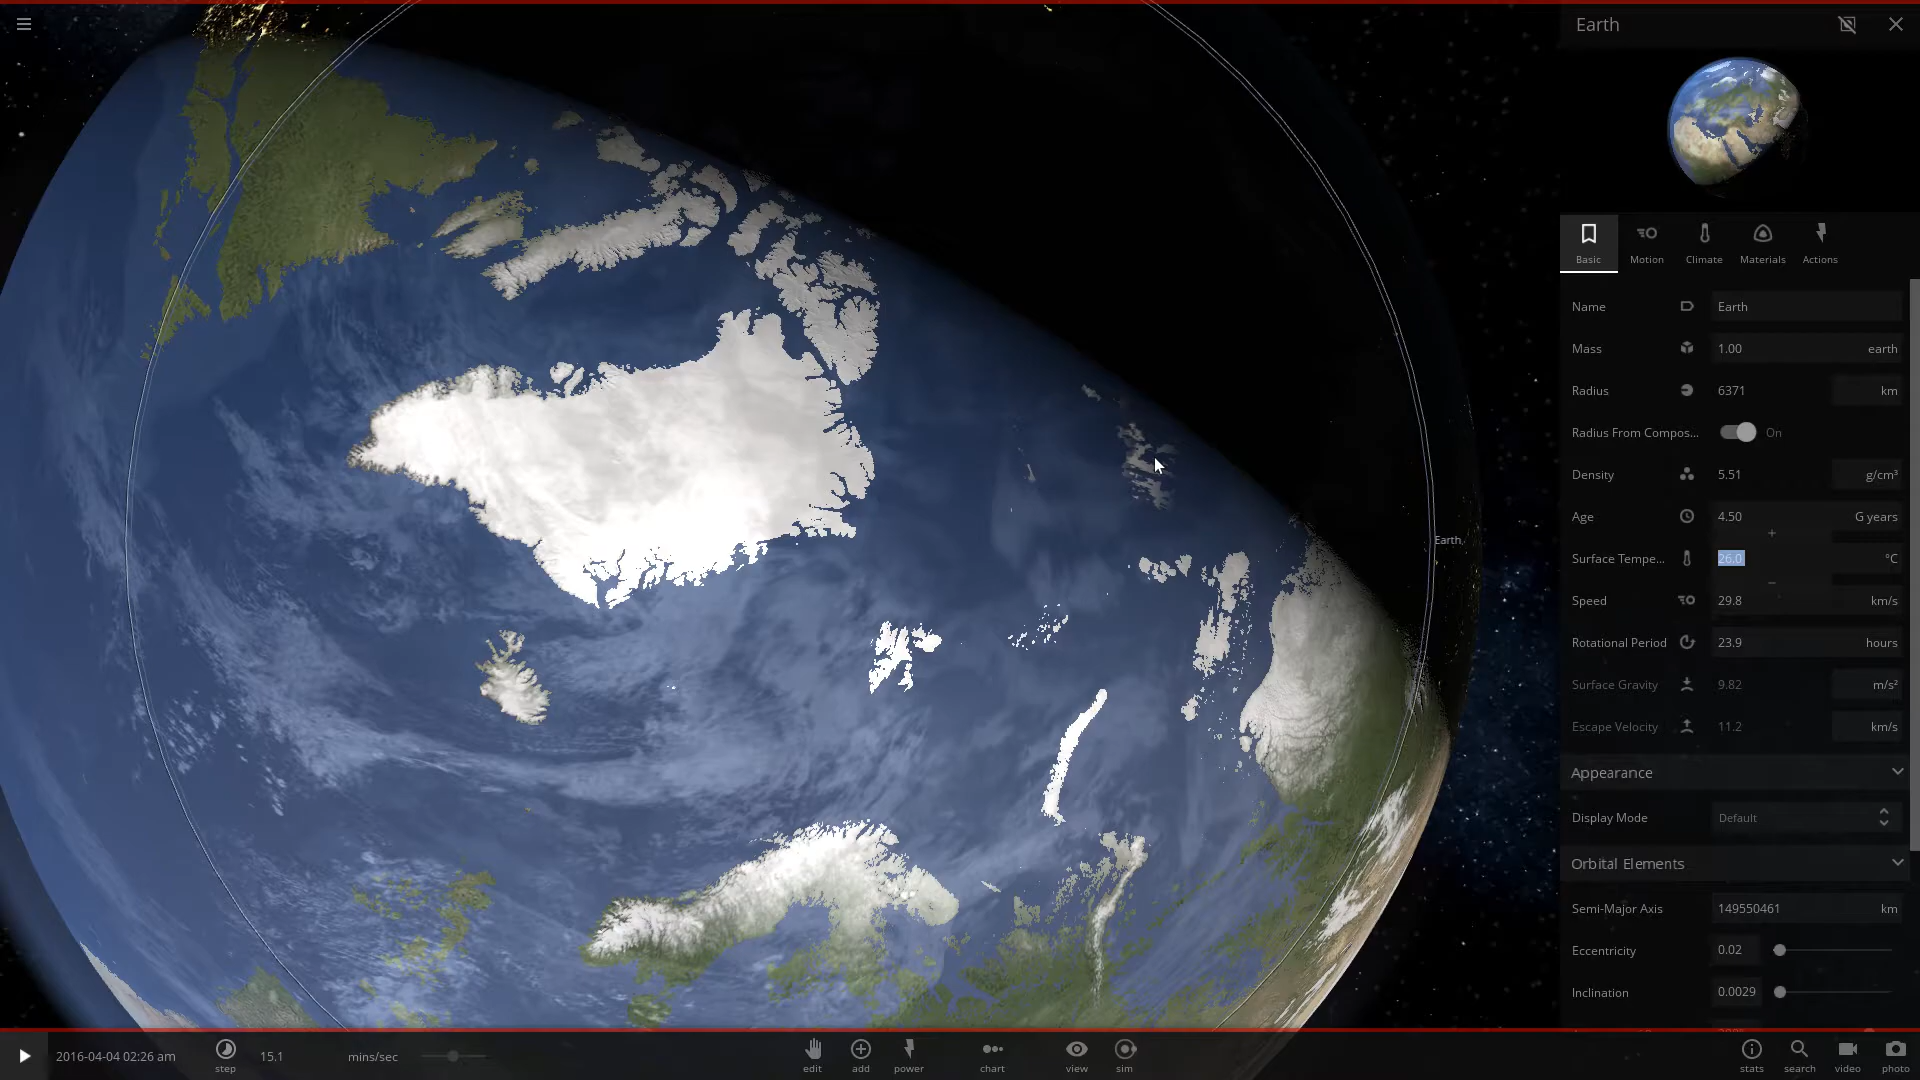 Earth
Basic
Motion
Climate
Materials
Actions
Name Earth
Mass 1.00 earth
Radius 6371 km
Radius From Compos... On
Density 5.51 g/cm³
Age 4.50 G years
+
Surface Tempe... 26.0 °C
−
Speed 29.8 km/s
Rotational Period 23.9 hours
Surface Gravity 9.82 m/s²
Escape Velocity 11.2 km/s
Appearance
Display Mode Default
Orbital Elements
Semi-Major Axis 149550461 km
Eccentricity 0.02
Inclination 0.0029
Earth
2016-04-04 02:26 am
step
15.1 mins/sec
edit
add
power
chart
view
sim
stats
search
video
photo